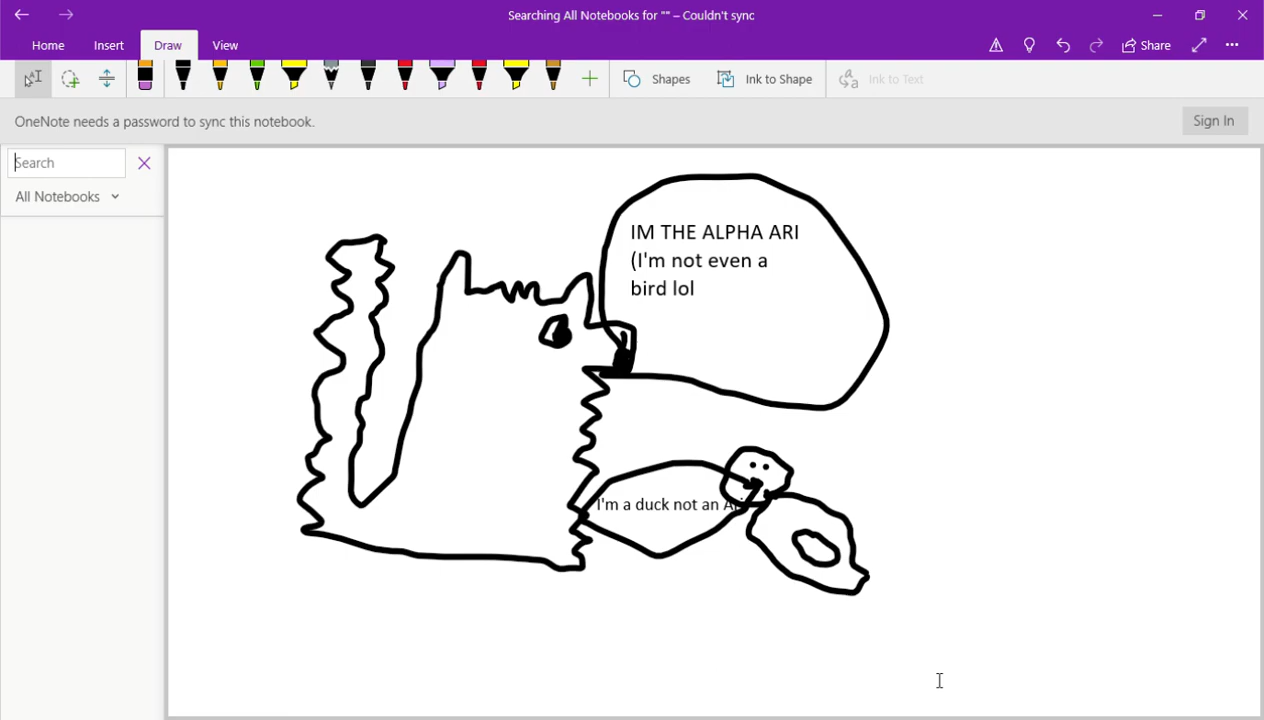 Searching All Notebooks for "" – Couldn't sync
Home Insert Draw View Share
Shapes Ink to Shape Ink to Text
OneNote needs a password to sync this notebook. Sign In
Search
All Notebooks
IM THE ALPHA ARI
(I'm not even a
bird lol
I'm a duck not an Ari